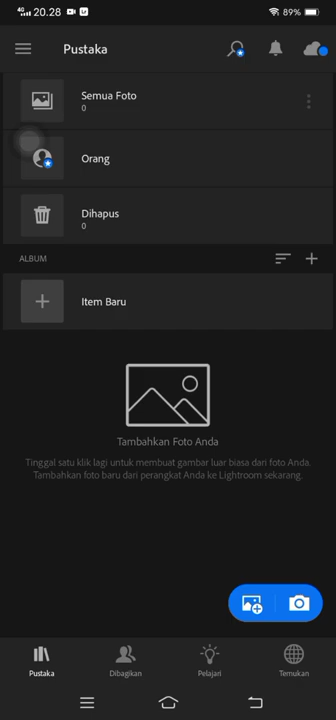 4G 20.28 89%
Pustaka
Semua Foto
0
Orang
Dihapus
0
ALBUM
Item Baru
Tambahkan Foto Anda
Tinggal satu klik lagi untuk membuat gambar luar biasa dari foto Anda.
Tambahkan foto baru dari perangkat Anda ke Lightroom sekarang.
Pustaka Dibagikan Pelajari Temukan